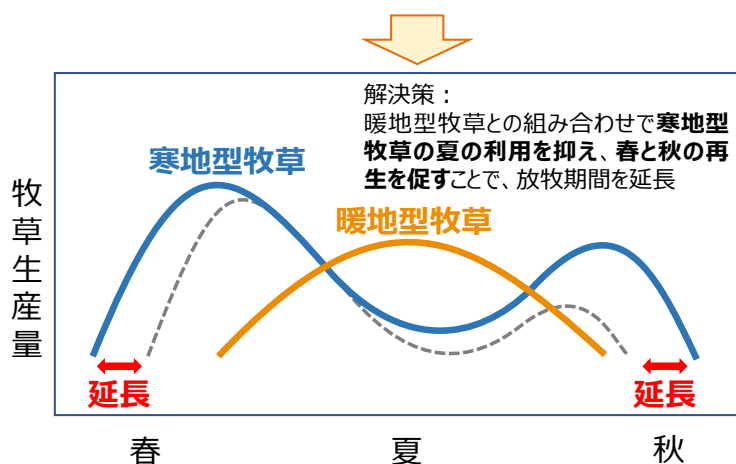 解決策：
暖地型牧草との組み合わせで寒地型
牧草の夏の利用を抑え、春と秋の再
生を促すことで、放牧期間を延長
寒地型牧草
暖地型牧草
牧草生産量
延長
延長
春
夏
秋